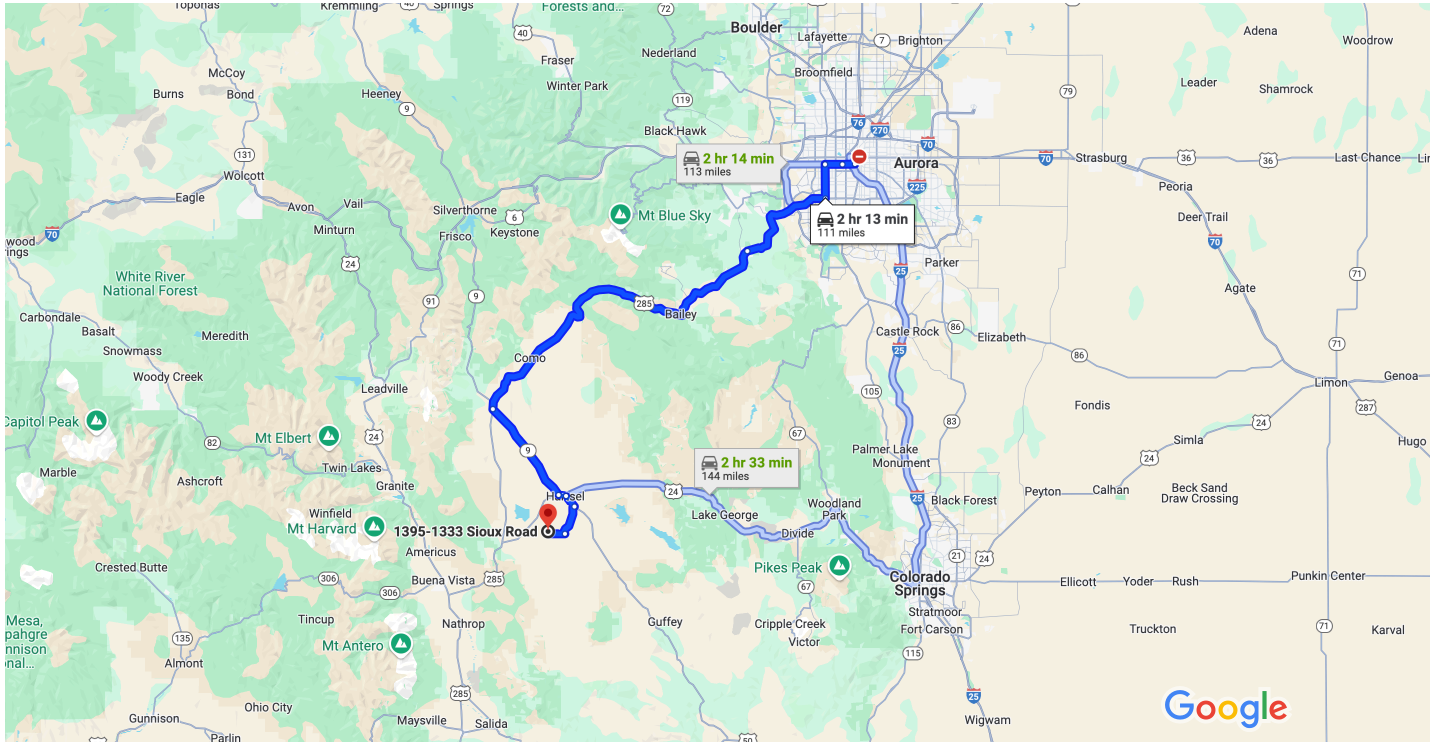 Toponas
Kremmling
Springs
Forests and...
72
Boulder
Lafayette
7
Brighton
Adena
Woodrow
40
Fraser
Nederland
Broomfield
McCoy
Bond
Burns
Heeney
9
Winter Park
119
Leader
Shamrock
79
76
270
Black Hawk
70
131
Wolcott
2 hr 14 min
113 miles
Aurora
70
Strasburg
36
36
Last Chance
Eagle
Avon
Vail
Silverthorne
6
Keystone
Mt Blue Sky
225
Peoria
Minturn
Frisco
2 hr 13 min
111 miles
Deer Trail
70
70
24
White River
National Forest
Parker
25
71
91
9
285
Bailey
Agate
Carbondale
Basalt
Meredith
Snowmass
Castle Rock
86
Elizabeth
71
Woody Creek
Como
25
86
Leadville
105
Limon
Genoa
Capitol Peak
Fondis
287
82
Mt Elbert
24
67
83
24
Simla
Hugo
9
Palmer Lake
Monument
24
Marble
Twin Lakes
2 hr 33 min
144 miles
Ashcroft
Granite
24
25
Black Forest
Peyton
Calhan
Beck Sand
Draw Crossing
Winfield
Hartsel
Lake George
Woodland
Park
Mt Harvard
1395-1333 Sioux Road
Divide
Americus
21
24
Crested Butte
Pikes Peak
306
Buena Vista
285
Colorado
Springs
Ellicott
Yoder
Rush
Punkin Center
306
67
Tincup
Nathrop
Guffey
Cripple Creek
Victor
Stratmoor
Fort Carson
Truckton
71
Karval
Mesa,
135
Mt Antero
115
Almont
285
25
Ohio City
Gunnison
Maysville
Salida
Wigwam
Google
Parlin
50